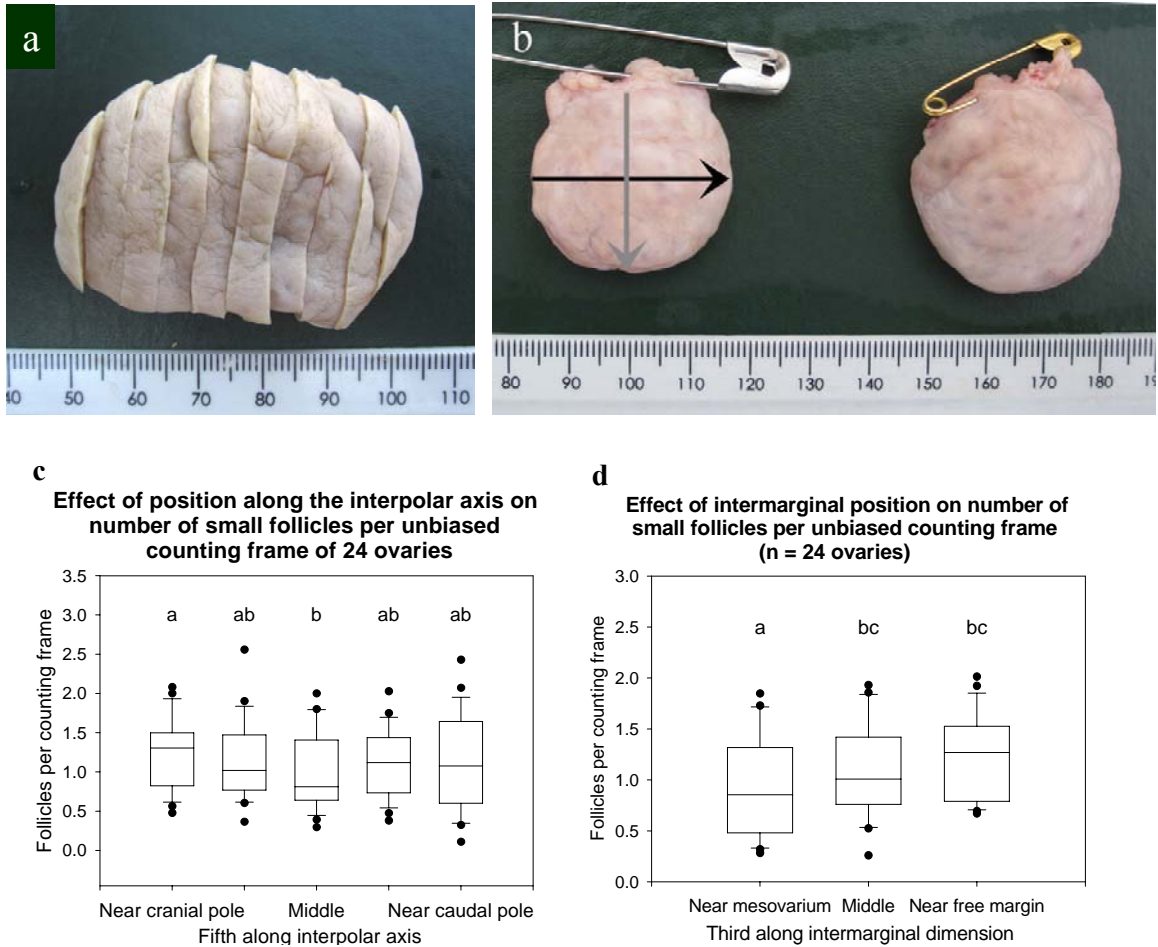 a
40 50 60 70 80 90 100 110
b
80 90 100 110 120 130 140 150 160 170 180 19
c
Effect of position along the interpolar axis on
number of small follicles per unbiased
counting frame of 24 ovaries
3.5
3.0
2.5
2.0
1.5
1.0
0.5
0.0
Follicles per counting frame
a ab b ab ab
Near cranial pole Middle Near caudal pole
Fifth along interpolar axis
d
Effect of intermarginal position on number of
small follicles per unbiased counting frame
(n = 24 ovaries)
3.0
2.5
2.0
1.5
1.0
0.5
0.0
Follicles per counting frame
a bc bc
Near mesovarium Middle Near free margin
Third along intermarginal dimension